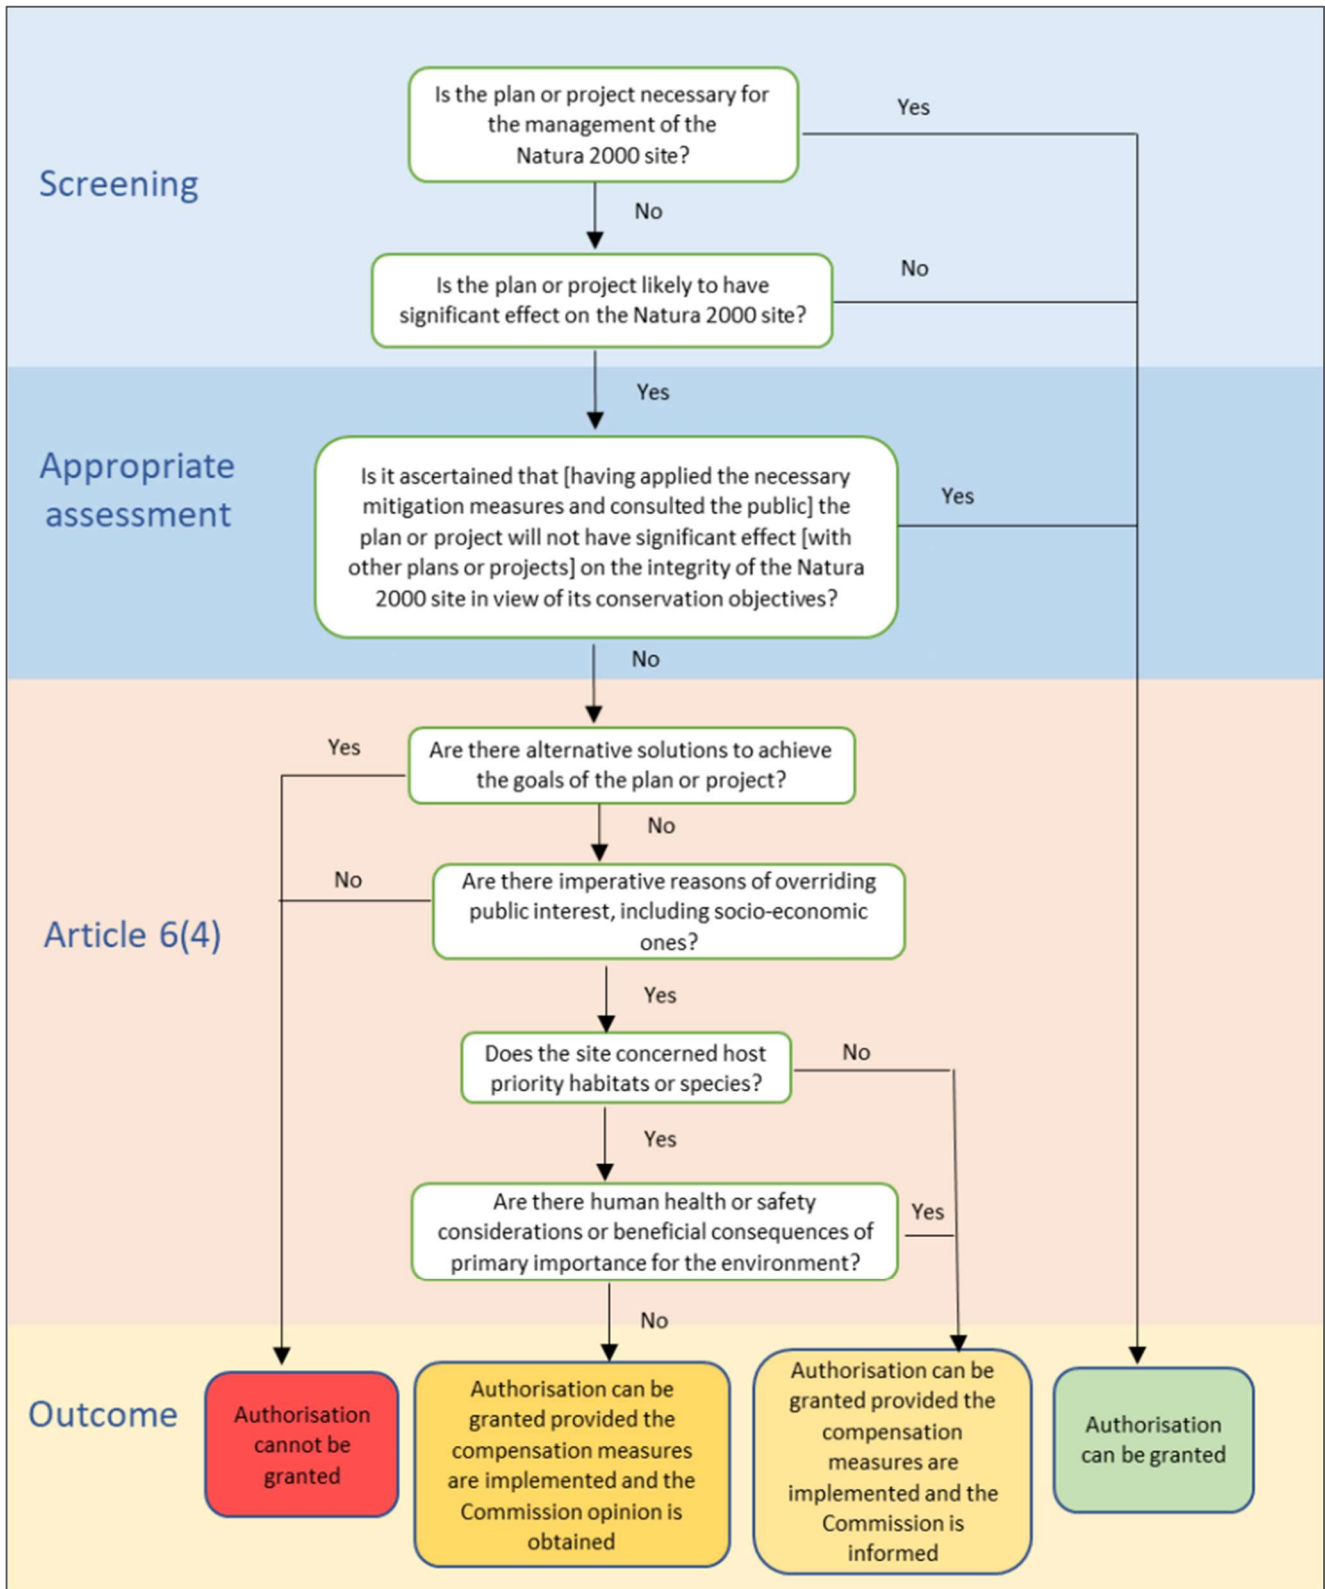 Is the plan or project necessary for
the management of the
Natura 2000 site?
Yes
Screening
No
Is the plan or project likely to have
significant effect on the Natura 2000 site?
No
Yes
Appropriate
assessment
Is it ascertained that [having applied the necessary
mitigation measures and consulted the public] the
plan or project will not have significant effect [with
other plans or projects] on the integrity of the Natura
2000 site in view of its conservation objectives?
Yes
No
Article 6(4)
Are there alternative solutions to achieve
the goals of the plan or project?
Yes
No
Are there imperative reasons of overriding
public interest, including socio-economic
ones?
No
Yes
Does the site concerned host
priority habitats or species?
No
Yes
Are there human health or safety
considerations or beneficial consequences of
primary importance for the environment?
Yes
No
Outcome
Authorisation
cannot be
granted
Authorisation can be
granted provided the
compensation measures
are implemented and the
Commission opinion is
obtained
Authorisation can be
granted provided the
compensation
measures are
implemented and the
Commission is
informed
Authorisation
can be granted